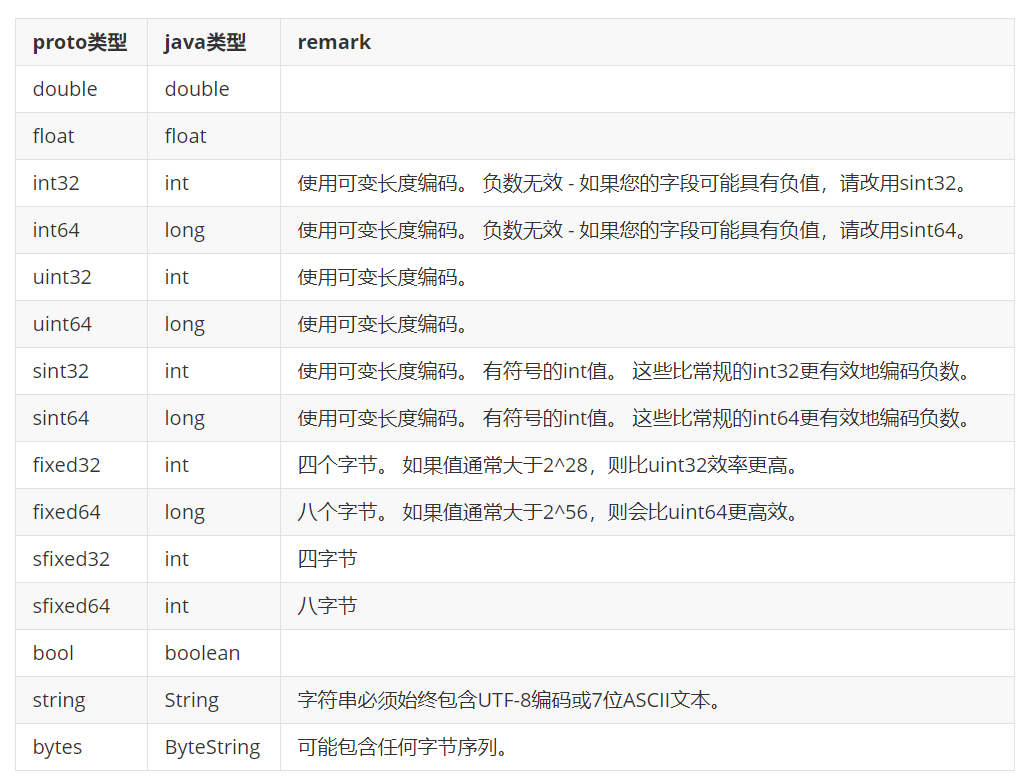 proto类型 java类型 remark
double double
float float
int32 int 使用可变长度编码。 负数无效 - 如果您的字段可能具有负值，请改用sint32。
int64 long 使用可变长度编码。 负数无效 - 如果您的字段可能具有负值，请改用sint64。
uint32 int 使用可变长度编码。
uint64 long 使用可变长度编码。
sint32 int 使用可变长度编码。 有符号的int值。 这些比常规的int32更有效地编码负数。
sint64 long 使用可变长度编码。 有符号的int值。 这些比常规的int64更有效地编码负数。
fixed32 int 四个字节。 如果值通常大于2^28，则比uint32效率更高。
fixed64 long 八个字节。 如果值通常大于2^56，则会比uint64更高效。
sfixed32 int 四字节
sfixed64 int 八字节
bool boolean
string String 字符串必须始终包含UTF-8编码或7位ASCII文本。
bytes ByteString 可能包含任何字节序列。